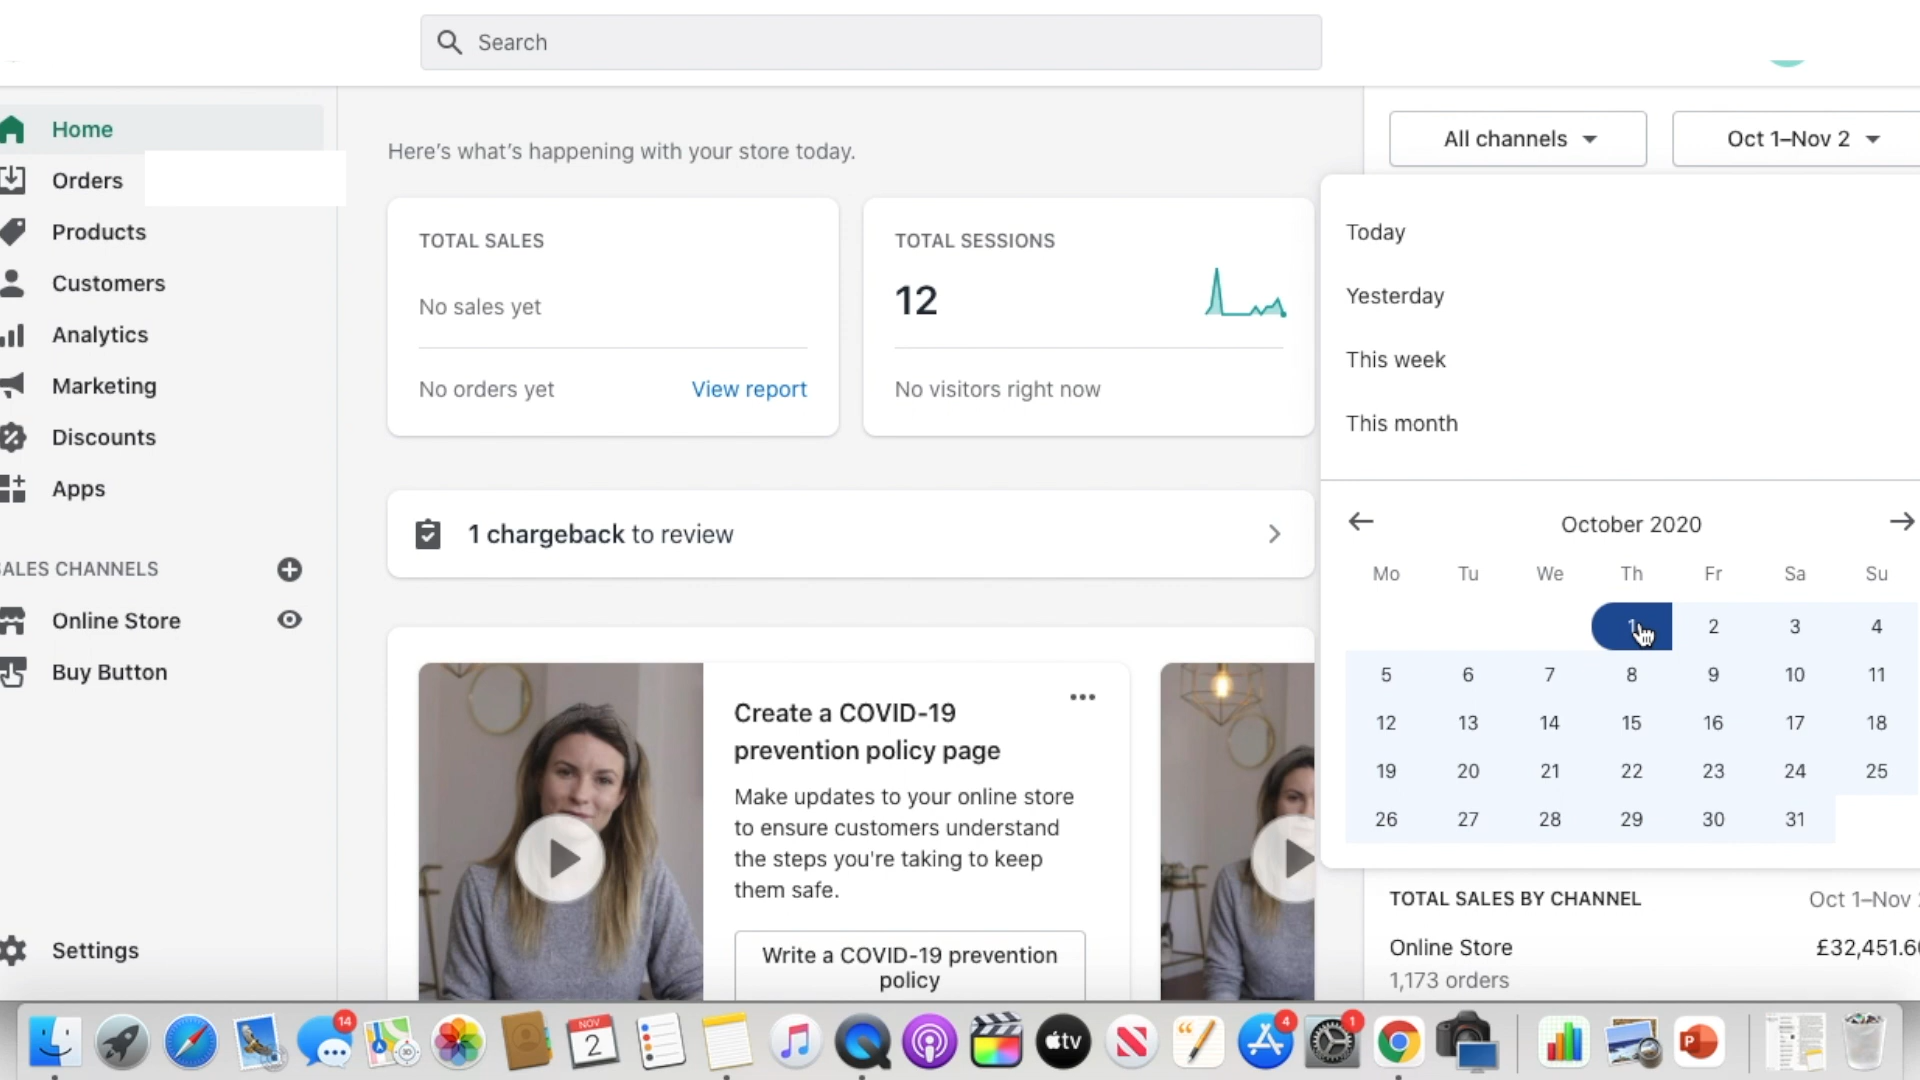 Search
Home
Orders
Products
Customers
Analytics
Marketing
Discounts
Apps
ALES CHANNELS
Online Store
Buy Button
Settings
Here's what's happening with your store today.
TOTAL SALES
No sales yet
No orders yet
View report
TOTAL SESSIONS
12
No visitors right now
1 chargeback to review
Create a COVID-19
prevention policy page
Make updates to your online store
to ensure customers understand
the steps you're taking to keep
them safe.
Write a COVID-19 prevention
policy
All channels
Oct 1–Nov 2
Today
Yesterday
This week
This month
October 2020
Mo Tu We Th Fr Sa Su
1 2 3 4
5 6 7 8 9 10 11
12 13 14 15 16 17 18
19 20 21 22 23 24 25
26 27 28 29 30 31
TOTAL SALES BY CHANNEL
Oct 1–Nov
Online Store
£32,451.6
1,173 orders
14
3D
NOV
2
tv
N
4
1
P